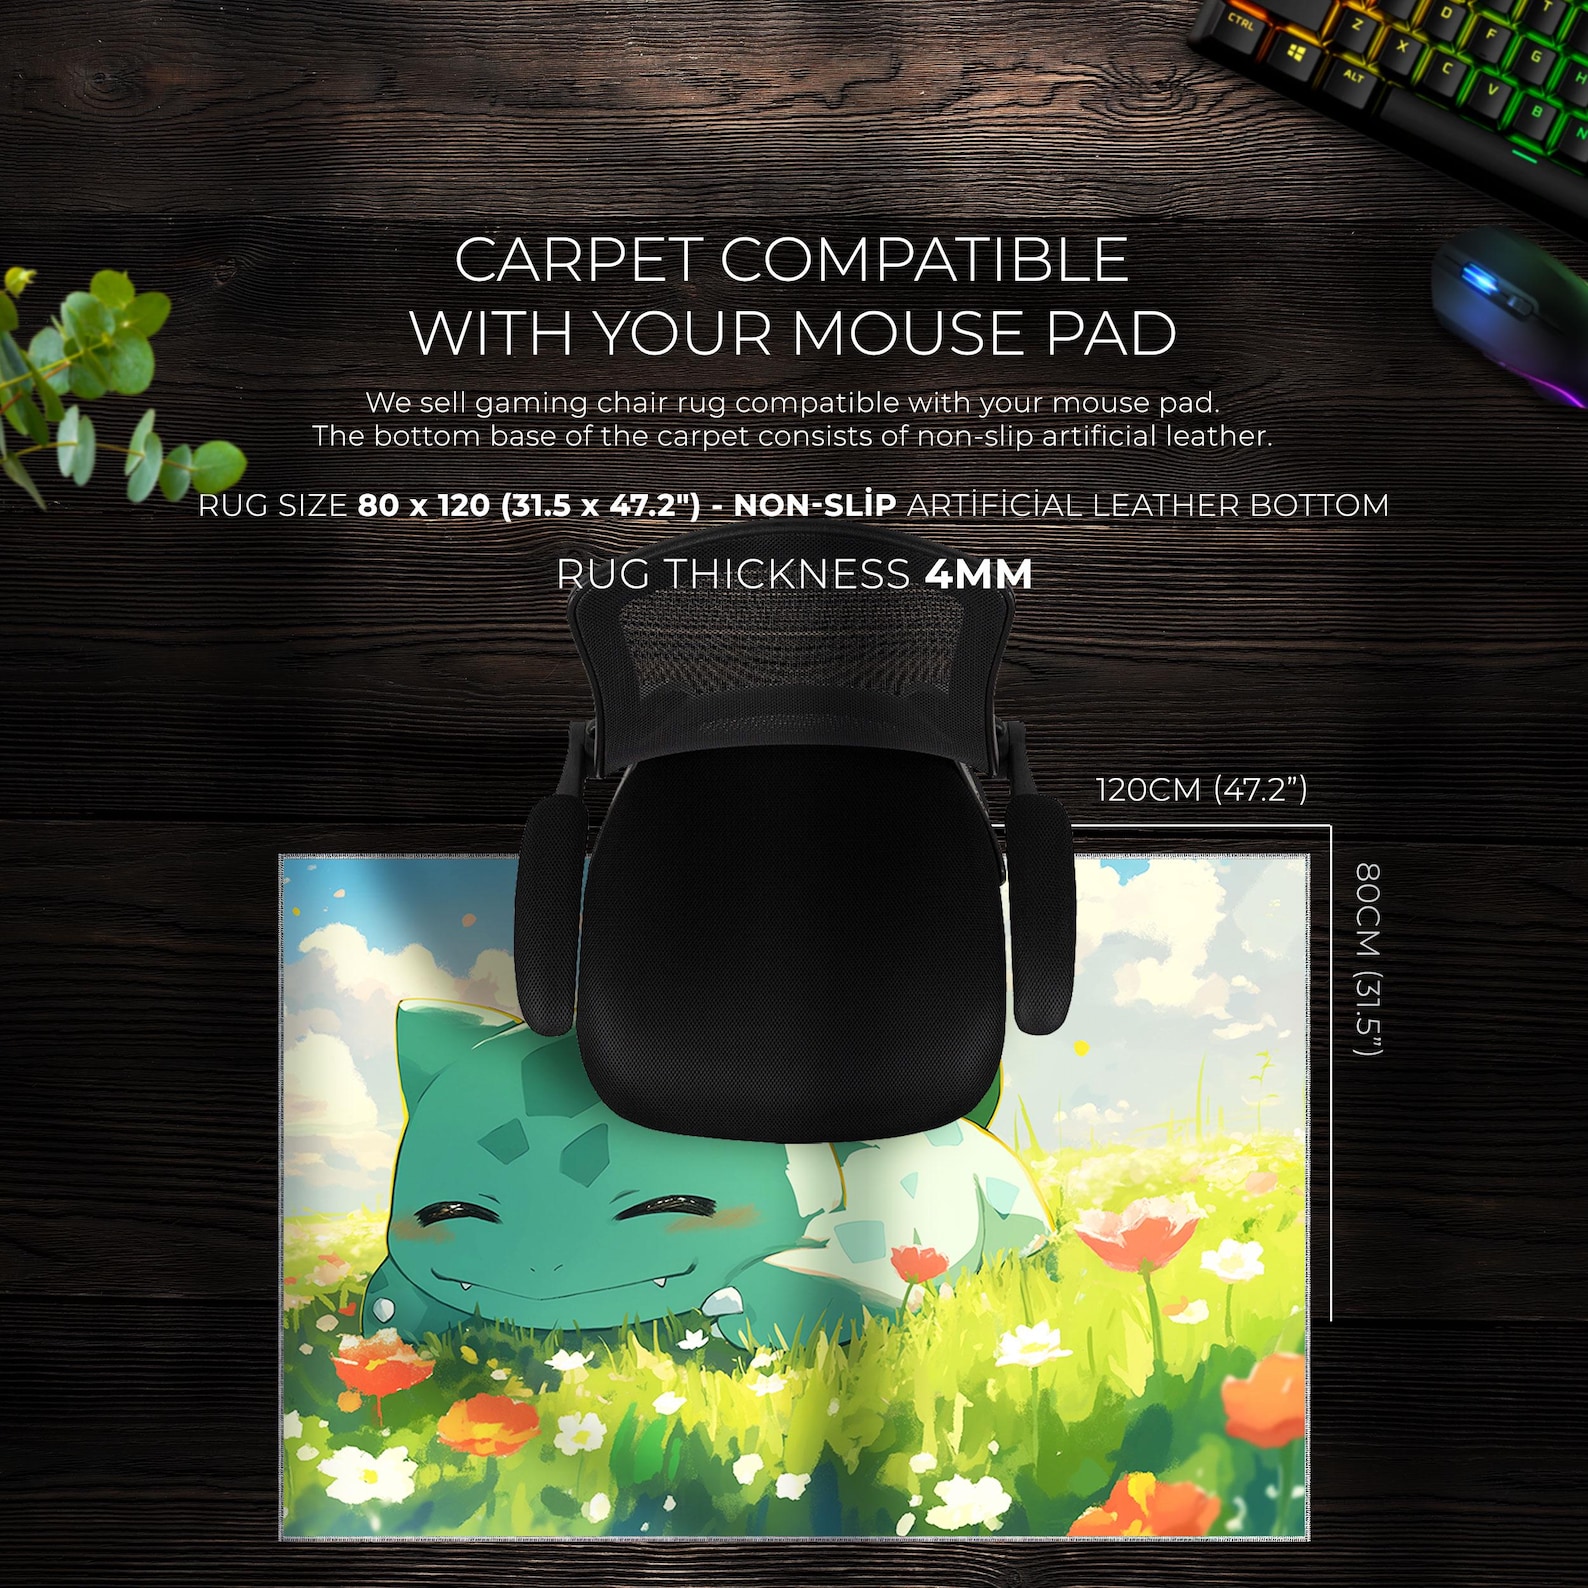 CARPET COMPATIBLE
WITH YOUR MOUSE PAD
We sell gaming chair rug compatible with your mouse pad.
The bottom base of the carpet consists of non-slip artificial leather.
RUG SIZE 80 x 120 (31.5 x 47.2") - NON-SLİP ARTİFİCİAL LEATHER BOTTOM
RUG THICKNESS 4MM
120CM (47.2”)
80CM (31.5”)
CTRL
ALT
Z
X
C
V
B
N
D
F
G
H
T